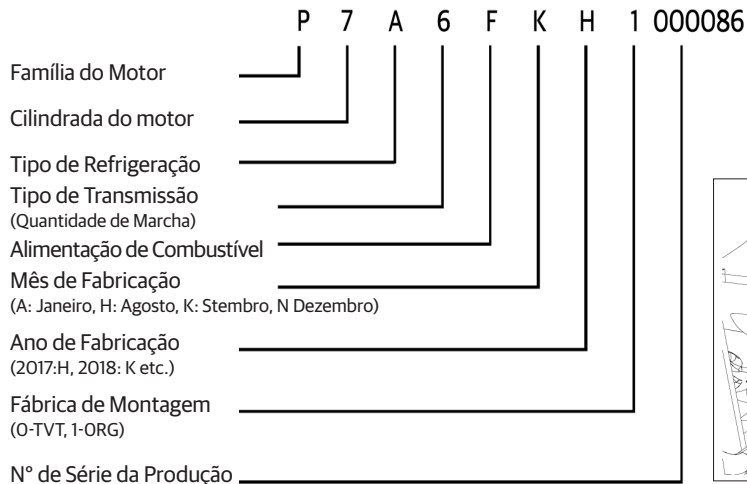 P 7 A 6 F K H 1 000086
Família do Motor
Cilindrada do motor
Tipo de Refrigeração
Tipo de Transmissão
(Quantidade de Marcha)
Alimentação de Combustível
Mês de Fabricação
(A: Janeiro, H: Agosto, K: Stembro, N Dezembro)
Ano de Fabricação
(2017:H, 2018: K etc.)
Fábrica de Montagem
(0-TVT, 1-ORG)
N° de Série da Produção